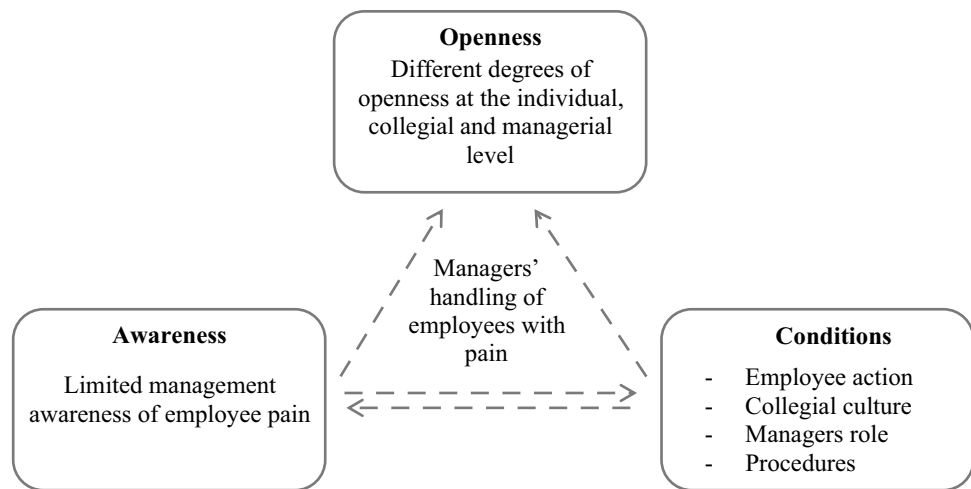 Openness
Different degrees of
openness at the individual,
collegial and managerial
level
Managers’
handling of
employees with
pain
Awareness
Limited management
awareness of employee pain
Conditions
- Employee action
- Collegial culture
- Managers role
- Procedures